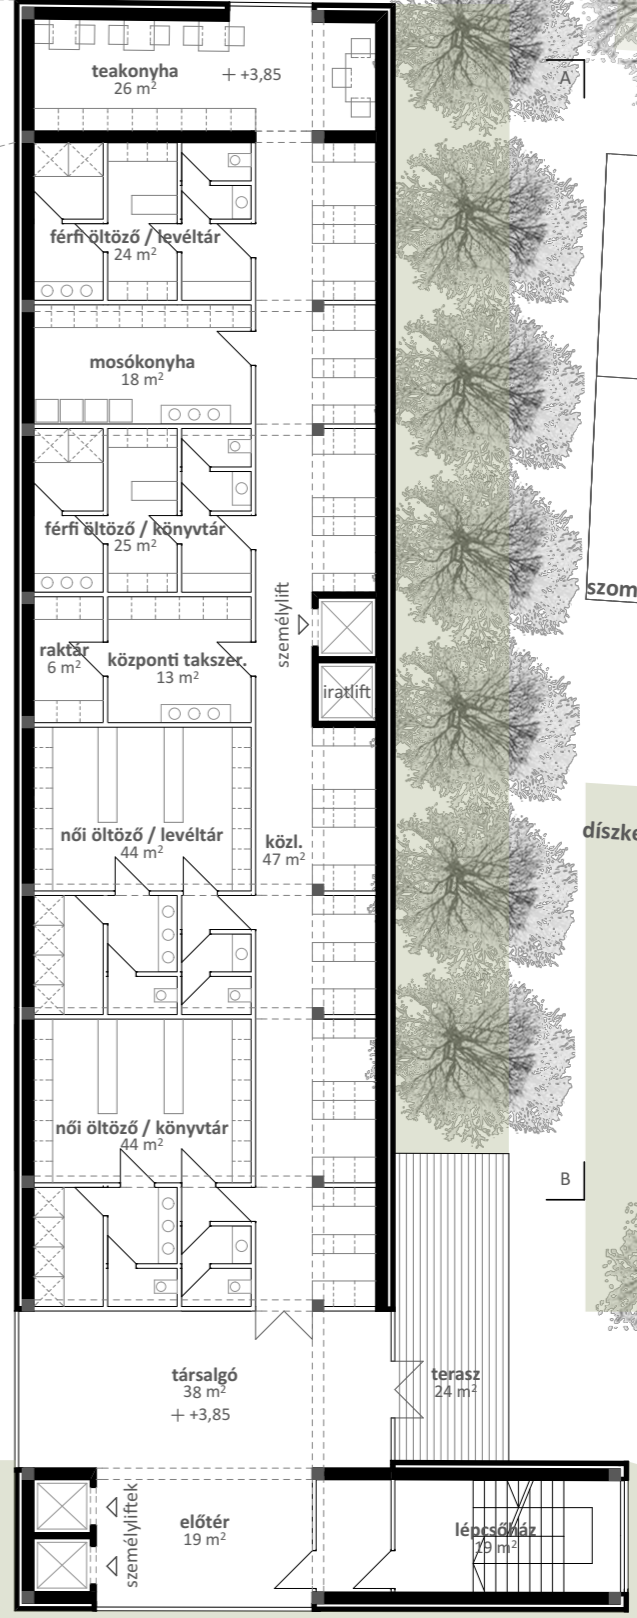 teakonyha
26 m²
+3,85
A
férfi öltöző / levéltár
24 m²
mosókonyha
18 m²
férfi öltöző / könyvtár
25 m²
személylift
szom
raktár
6 m²
központi takszer.
13 m²
iratlift
női öltöző / levéltár
44 m²
közl.
47 m²
díszke
női öltöző / könyvtár
44 m²
B
társalgó
38 m²
+3,85
terasz
24 m²
személyliftek
előtér
19 m²
lépcsőház
19 m²